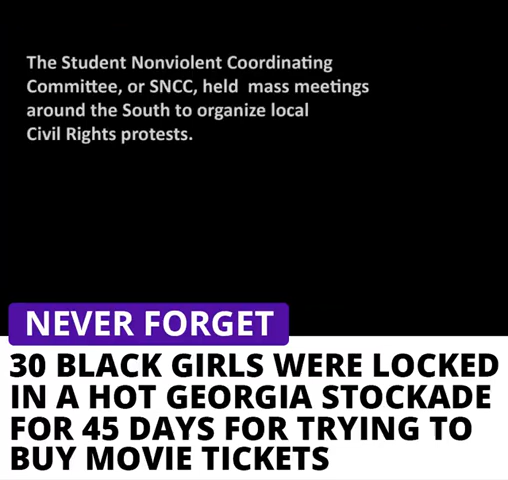 The Student Nonviolent Coordinating
Committee, or SNCC, held mass meetings
around the South to organize local
Civil Rights protests.
NEVER FORGET
30 BLACK GIRLS WERE LOCKED
IN A HOT GEORGIA STOCKADE
FOR 45 DAYS FOR TRYING TO
BUY MOVIE TICKETS